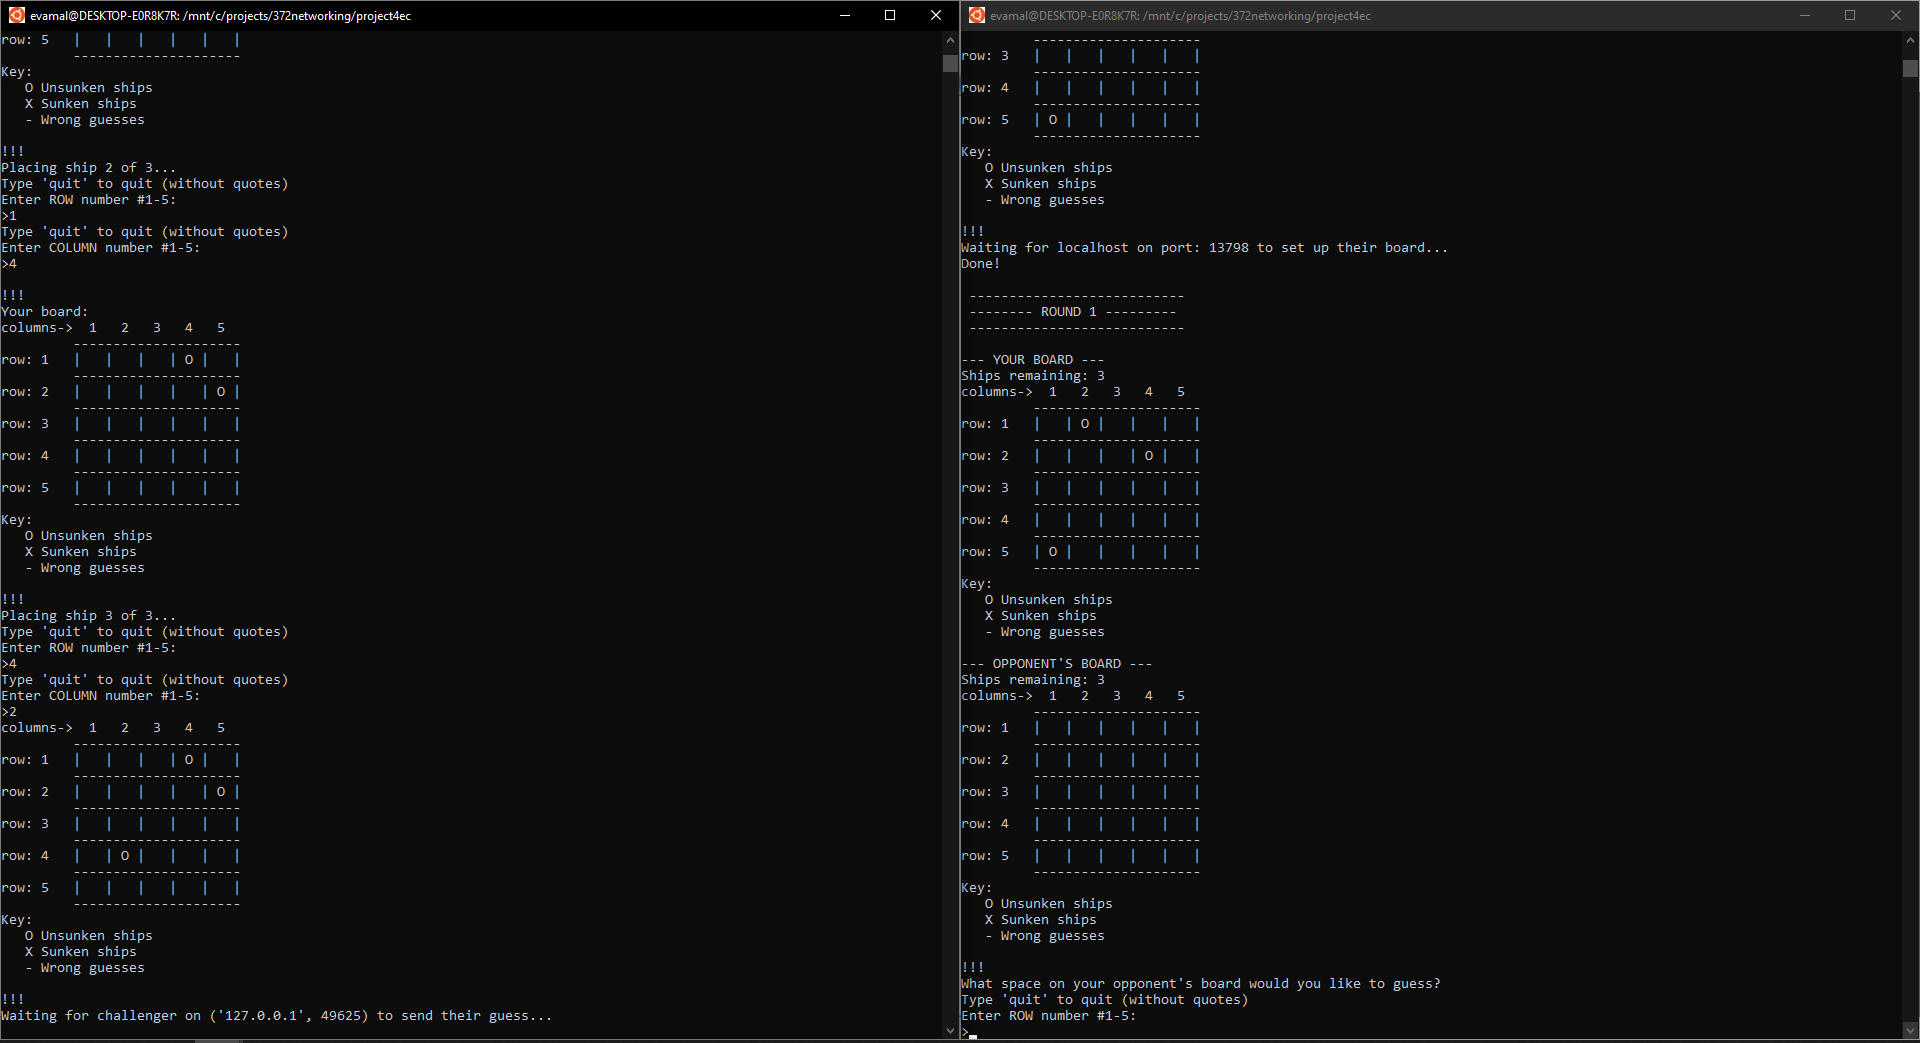 evamal@DESKTOP-E0R8K7R: /mnt/c/projects/372networking/project4ec
row: 5   |   |   |   |   |   |
         ---------------------
Key:
   O Unsunken ships
   X Sunken ships
   - Wrong guesses

!!!
Placing ship 2 of 3...
Type 'quit' to quit (without quotes)
Enter ROW number #1-5:
>1
Type 'quit' to quit (without quotes)
Enter COLUMN number #1-5:
>4

!!!
Your board:
columns->  1   2   3   4   5
         ---------------------
row: 1   |   |   |   | O |   |
         ---------------------
row: 2   |   |   |   |   | O |
         ---------------------
row: 3   |   |   |   |   |   |
         ---------------------
row: 4   |   |   |   |   |   |
         ---------------------
row: 5   |   |   |   |   |   |
         ---------------------
Key:
   O Unsunken ships
   X Sunken ships
   - Wrong guesses

!!!
Placing ship 3 of 3...
Type 'quit' to quit (without quotes)
Enter ROW number #1-5:
>4
Type 'quit' to quit (without quotes)
Enter COLUMN number #1-5:
>2
columns->  1   2   3   4   5
         ---------------------
row: 1   |   |   |   | O |   |
         ---------------------
row: 2   |   |   |   |   | O |
         ---------------------
row: 3   |   |   |   |   |   |
         ---------------------
row: 4   |   | O |   |   |   |
         ---------------------
row: 5   |   |   |   |   |   |
         ---------------------
Key:
   O Unsunken ships
   X Sunken ships
   - Wrong guesses

!!!
Waiting for challenger on ('127.0.0.1', 49625) to send their guess...
evamal@DESKTOP-E0R8K7R: /mnt/c/projects/372networking/project4ec
         ---------------------
row: 3   |   |   |   |   |   |
         ---------------------
row: 4   |   |   |   |   |   |
         ---------------------
row: 5   | O |   |   |   |   |
         ---------------------
Key:
   O Unsunken ships
   X Sunken ships
   - Wrong guesses

!!!
Waiting for localhost on port: 13798 to set up their board...
Done!

 ---------------------------
 -------- ROUND 1 ---------
 ---------------------------

--- YOUR BOARD ---
Ships remaining: 3
columns->  1   2   3   4   5
         ---------------------
row: 1   |   | O |   |   |   |
         ---------------------
row: 2   |   |   |   | O |   |
         ---------------------
row: 3   |   |   |   |   |   |
         ---------------------
row: 4   |   |   |   |   |   |
         ---------------------
row: 5   | O |   |   |   |   |
         ---------------------
Key:
   O Unsunken ships
   X Sunken ships
   - Wrong guesses

--- OPPONENT'S BOARD ---
Ships remaining: 3
columns->  1   2   3   4   5
         ---------------------
row: 1   |   |   |   |   |   |
         ---------------------
row: 2   |   |   |   |   |   |
         ---------------------
row: 3   |   |   |   |   |   |
         ---------------------
row: 4   |   |   |   |   |   |
         ---------------------
row: 5   |   |   |   |   |   |
         ---------------------
Key:
   O Unsunken ships
   X Sunken ships
   - Wrong guesses

!!!
What space on your opponent's board would you like to guess?
Type 'quit' to quit (without quotes)
Enter ROW number #1-5:
>